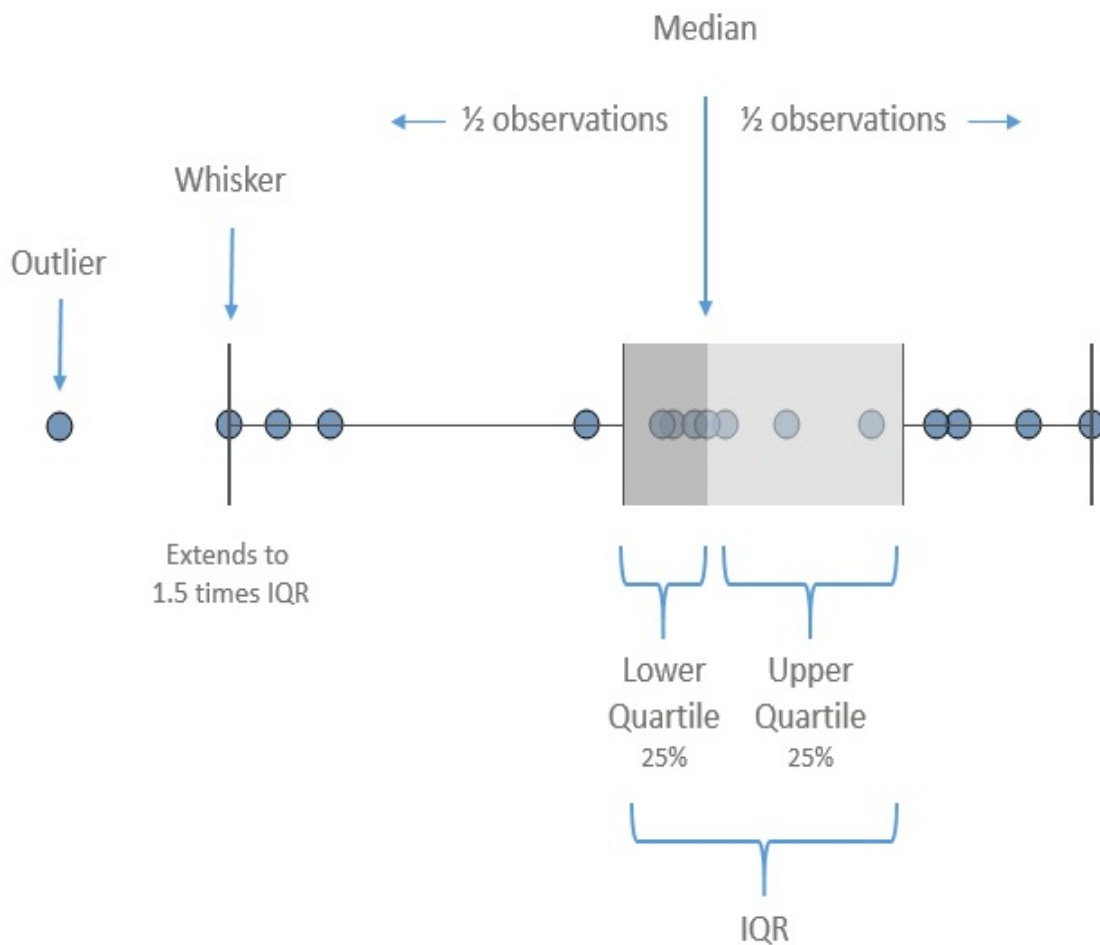 Median
½ observations
½ observations
Whisker
Outlier
Extends to
1.5 times IQR
Lower
Quartile
25%
Upper
Quartile
25%
IQR